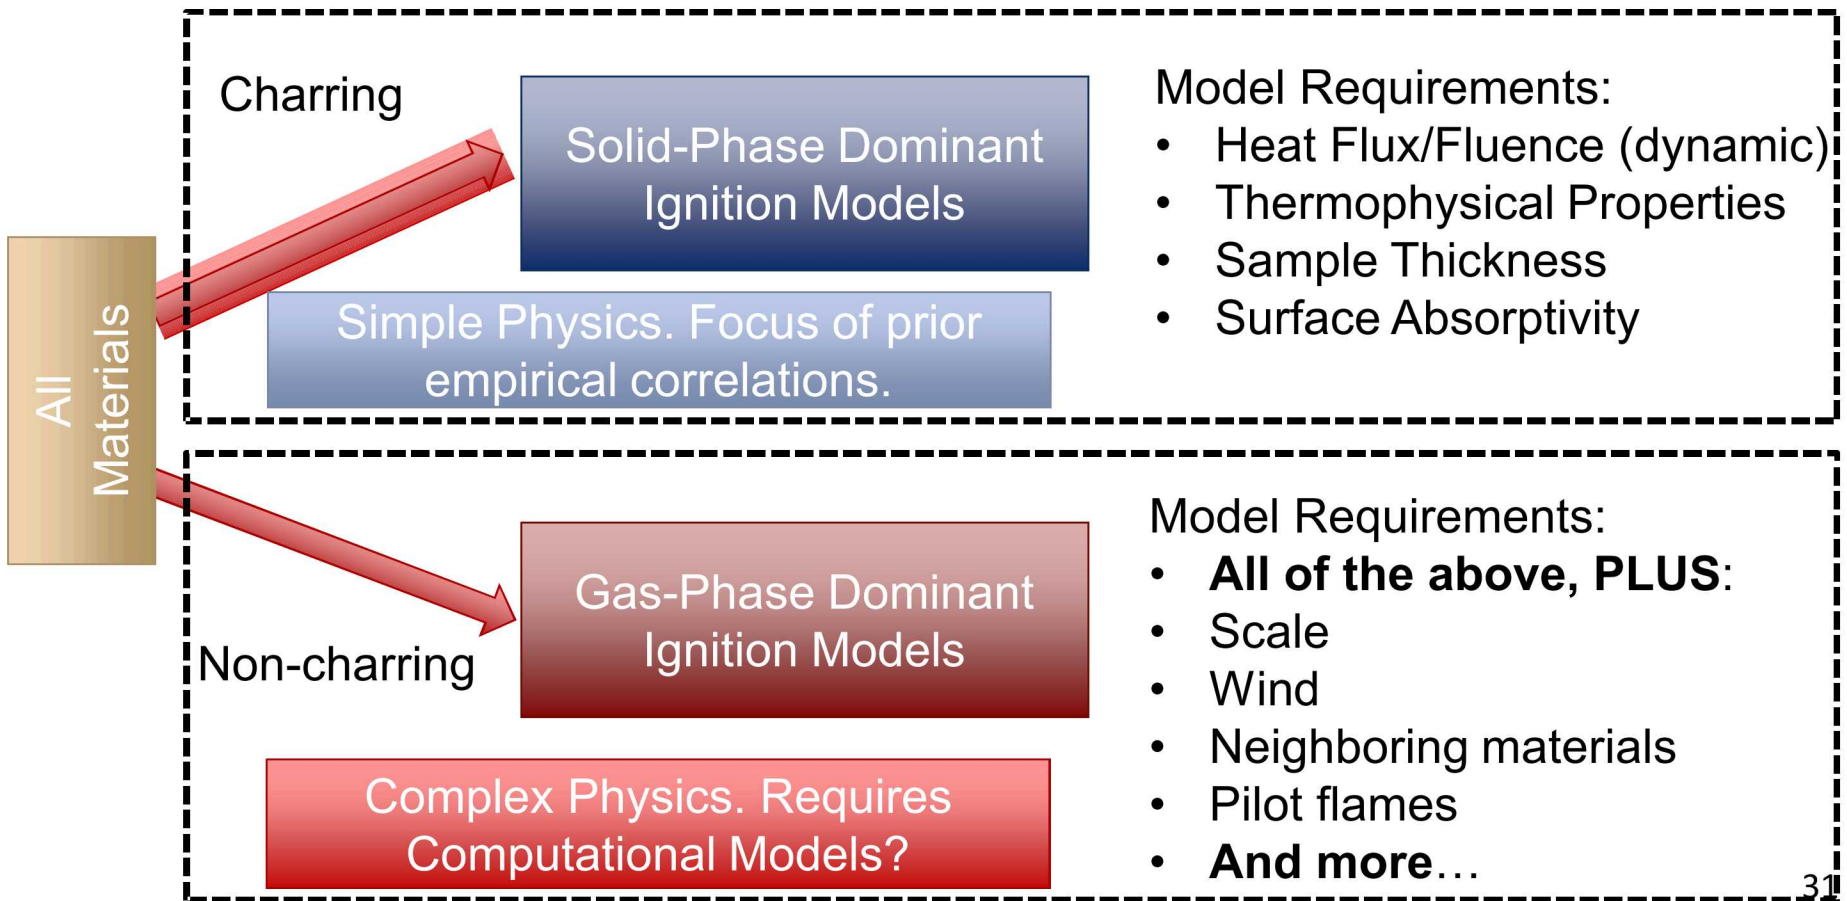 All
Materials
Charring
Solid-Phase Dominant
Ignition Models
Simple Physics. Focus of prior
empirical correlations.
Model Requirements:
• Heat Flux/Fluence (dynamic)
• Thermophysical Properties
• Sample Thickness
• Surface Absorptivity
Non-charring
Gas-Phase Dominant
Ignition Models
Complex Physics. Requires
Computational Models?
Model Requirements:
• All of the above, PLUS:
• Scale
• Wind
• Neighboring materials
• Pilot flames
• And more…
31